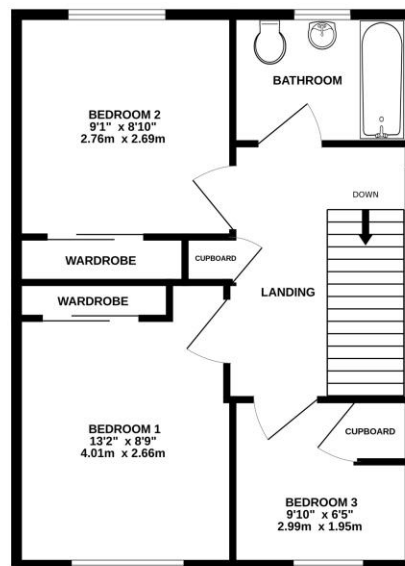 BEDROOM 2
9'1" x 8'10"
2.76m x 2.69m
BATHROOM
DOWN
WARDROBE
CUPBOARD
WARDROBE
LANDING
BEDROOM 1
13'2" x 8'9"
4.01m x 2.66m
CUPBOARD
BEDROOM 3
9'10" x 6'5"
2.99m x 1.95m